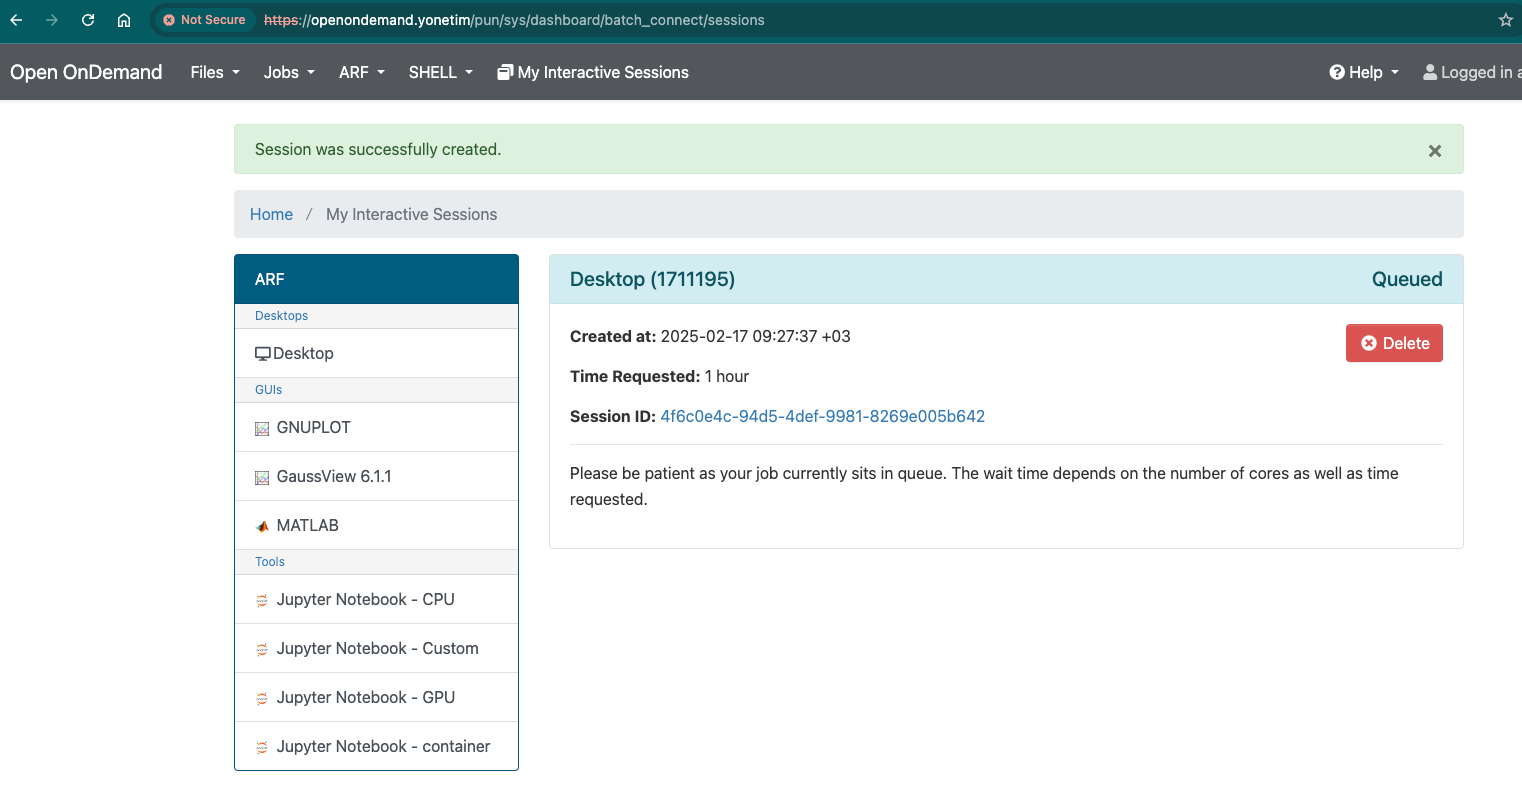 Not Secure https://openondemand.yonetim/pun/sys/dashboard/batch_connect/sessions
Open OnDemand Files Jobs ARF SHELL My Interactive Sessions Help Logged in a
Session was successfully created.
Home / My Interactive Sessions
ARF
Desktops
Desktop
GUIs
GNUPLOT
GaussView 6.1.1
MATLAB
Tools
Jupyter Notebook - CPU
Jupyter Notebook - Custom
Jupyter Notebook - GPU
Jupyter Notebook - container
Desktop (1711195) Queued
Created at: 2025-02-17 09:27:37 +03
Delete
Time Requested: 1 hour
Session ID: 4f6c0e4c-94d5-4def-9981-8269e005b642
Please be patient as your job currently sits in queue. The wait time depends on the number of cores as well as time
requested.